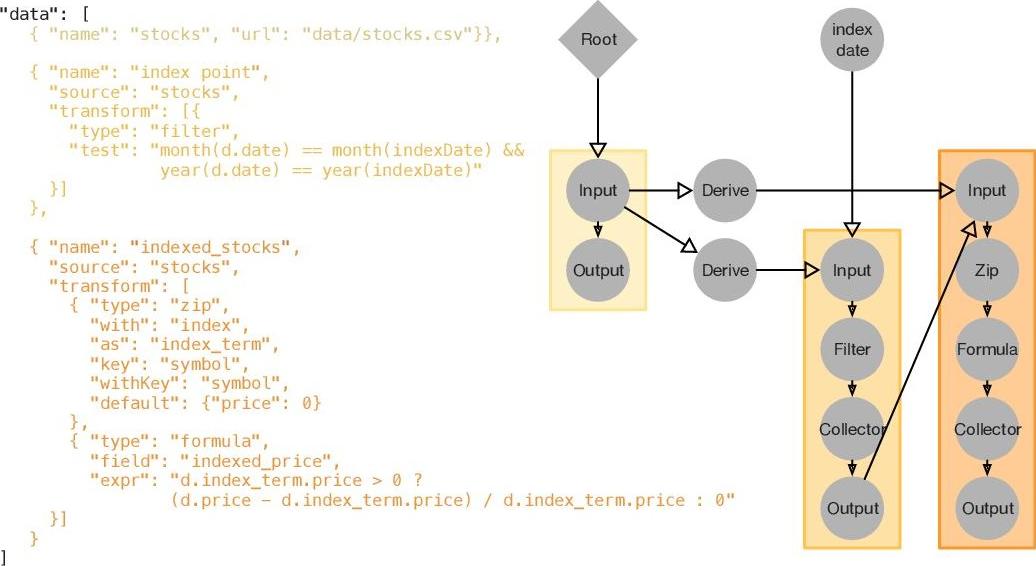 "data": [
{ "name": "stocks", "url": "data/stocks.csv"}},
{ "name": "index point",
"source": "stocks",
"transform": [{
"type": "filter",
"test": "month(d.date) == month(indexDate) &&
year(d.date) == year(indexDate)"
}]
},
{ "name": "indexed_stocks",
"source": "stocks",
"transform": [
{ "type": "zip",
"with": "index",
"as": "index_term",
"key": "symbol",
"withKey": "symbol",
"default": {"price": 0}
},
{ "type": "formula",
"field": "indexed_price",
"expr": "d.index_term.price > 0 ?
(d.price – d.index_term.price) / d.index_term.price : 0"
}]
}
]
Root
index
date
Input
Derive
Input
Output
Derive
Input
Zip
Filter
Formula
Collector
Collector
Output
Output